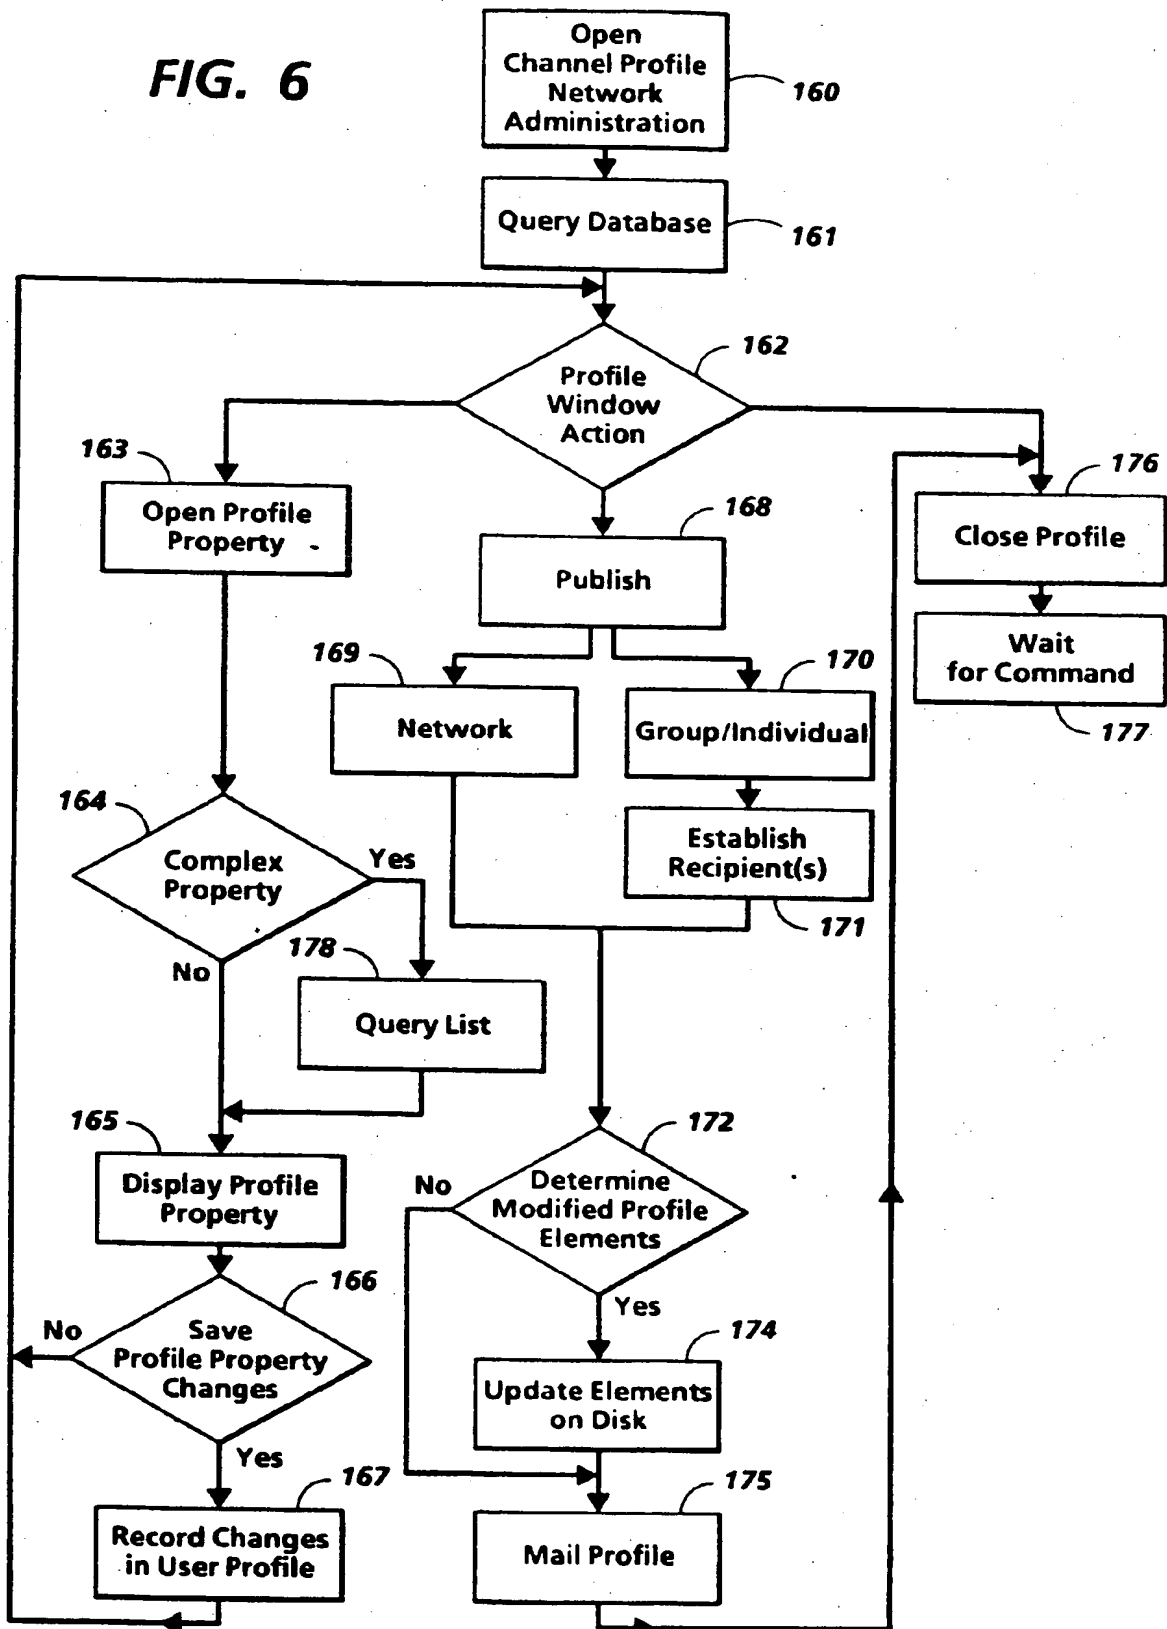 FIG. 6
Open
Channel Profile
Network
Administration
160
Query Database
161
Profile
Window
Action
162
163
Open Profile
Property
168
Publish
176
Close Profile
Wait
for Command
177
169
Network
170
Group/Individual
Establish
Recipient(s)
171
164
Complex
Property
Yes
No
178
Query List
165
Display Profile
Property
166
Save
Profile Property
Changes
No
Yes
167
Record Changes
in User Profile
172
Determine
Modified Profile
Elements
No
Yes
174
Update Elements
on Disk
175
Mail Profile